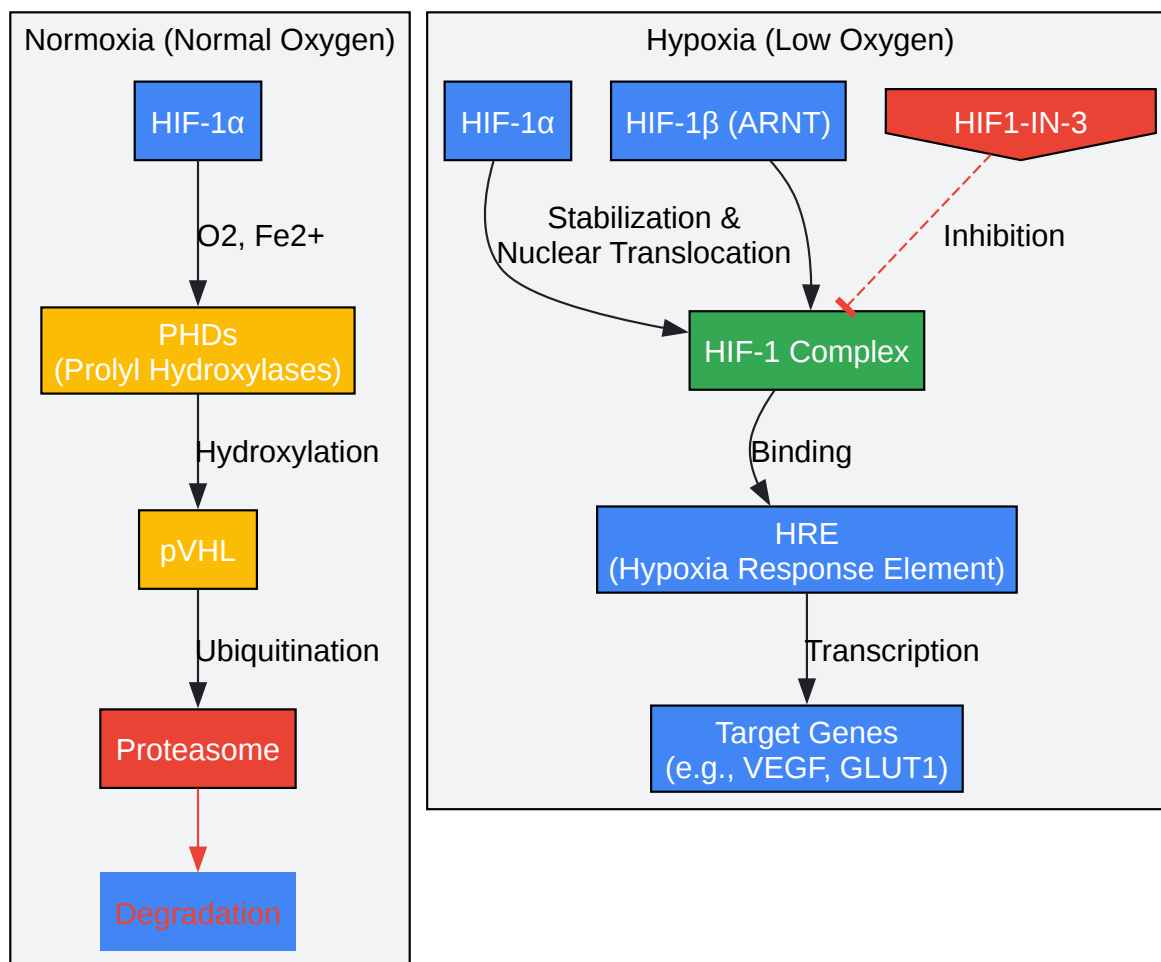 Normoxia (Normal Oxygen)
HIF-1α
O2, Fe2+
PHDs
(Prolyl Hydroxylases)
Hydroxylation
pVHL
Ubiquitination
Proteasome
Degradation
Hypoxia (Low Oxygen)
HIF-1α
HIF-1β (ARNT)
HIF1-IN-3
Stabilization &
Nuclear Translocation
Inhibition
HIF-1 Complex
Binding
HRE
(Hypoxia Response Element)
Transcription
Target Genes
(e.g., VEGF, GLUT1)